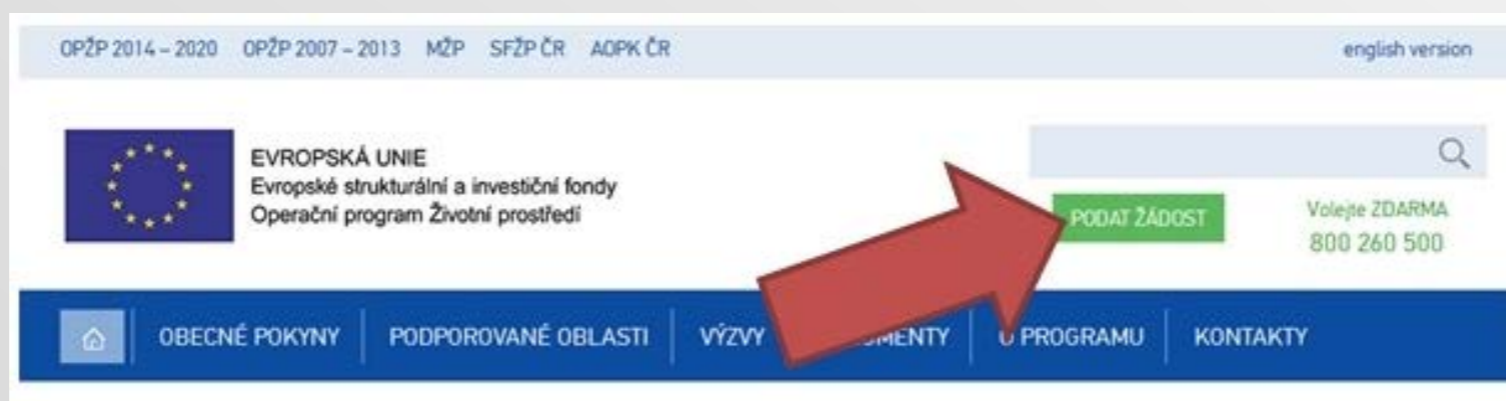 OPŽP 2014 – 2020 OPŽP 2007 – 2013 MŽP SFŽP ČR AOPK ČR english version
EVROPSKÁ UNIE
Evropské strukturální a investiční fondy
Operační program Životní prostředí
PODAT ŽÁDOST
Volejte ZDARMA
800 260 500
OBECNÉ POKYNY PODPOROVANÉ OBLASTI VÝZVY O PROGRAMU KONTAKTY